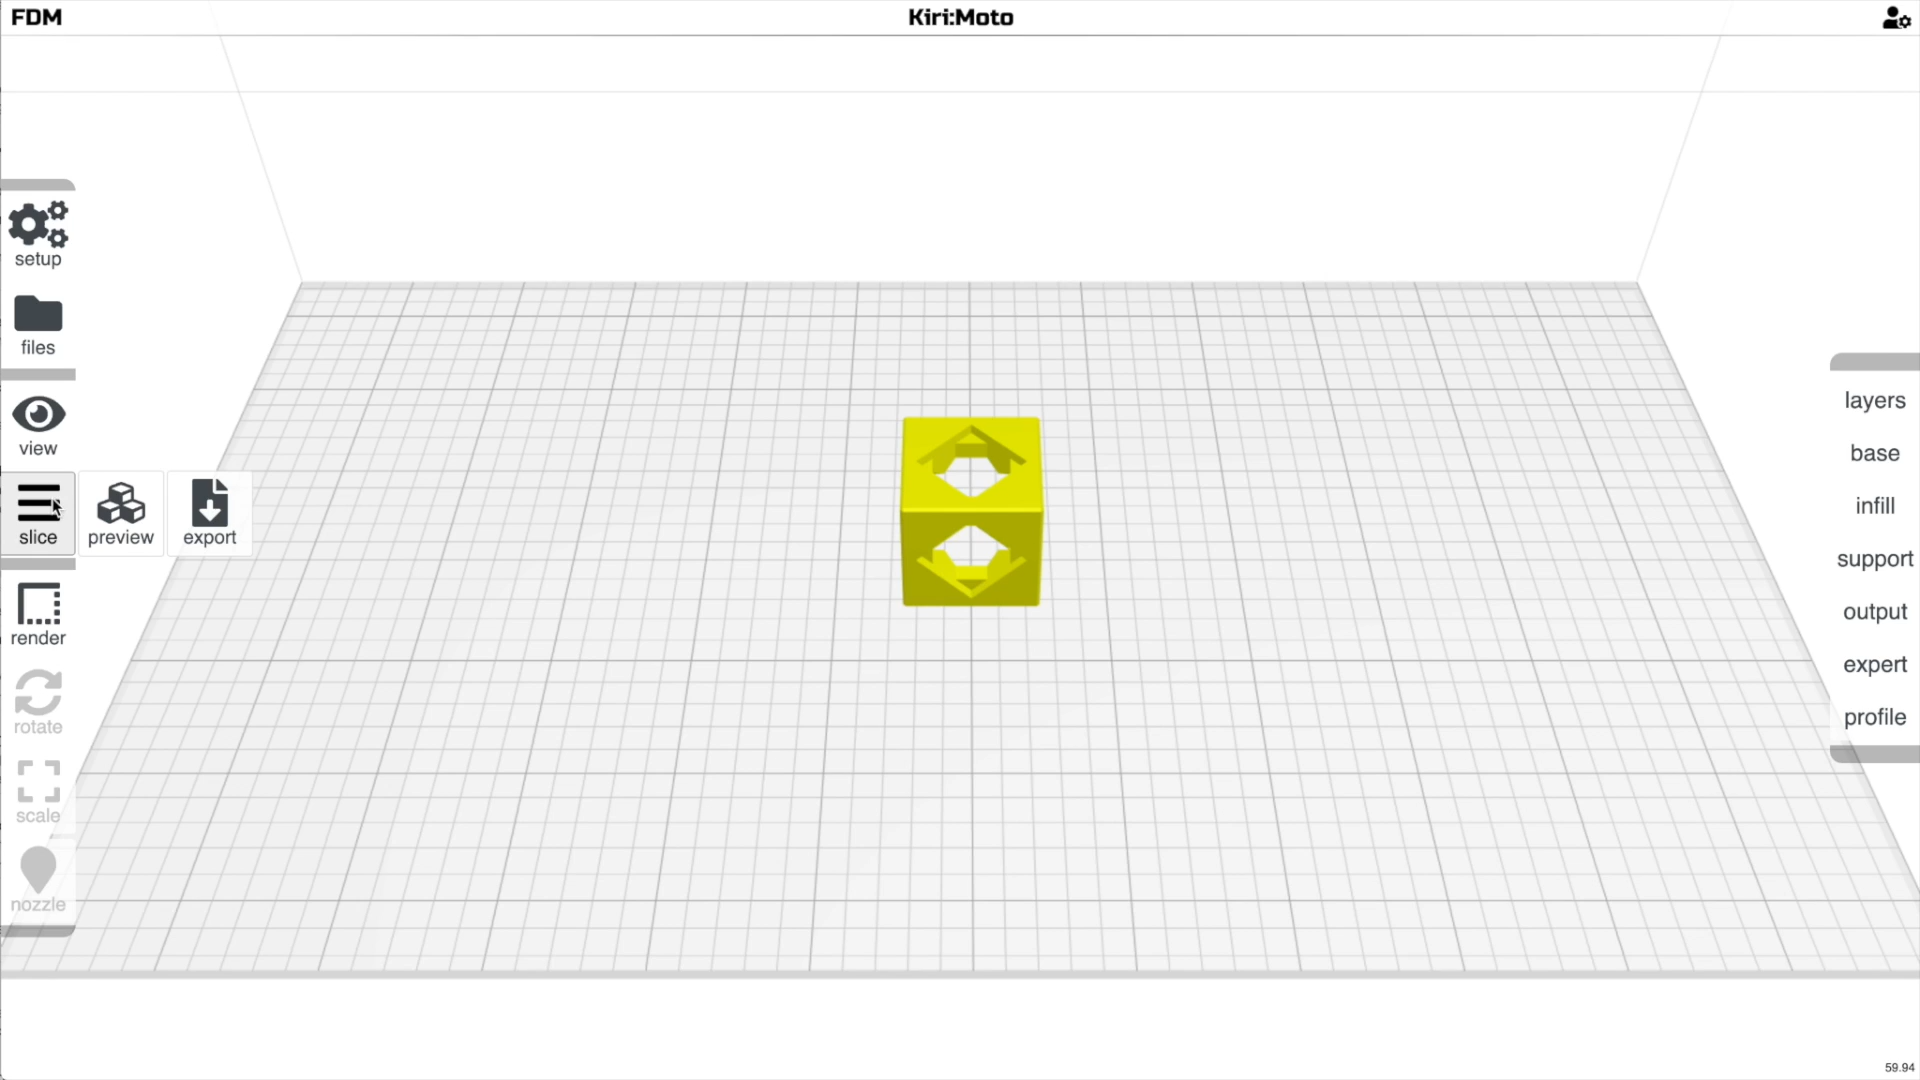 FDM
Kiri:Moto
setup
files
view
slice
preview
export
render
rotate
scale
nozzle
layers
base
infill
support
output
expert
profile
59.94